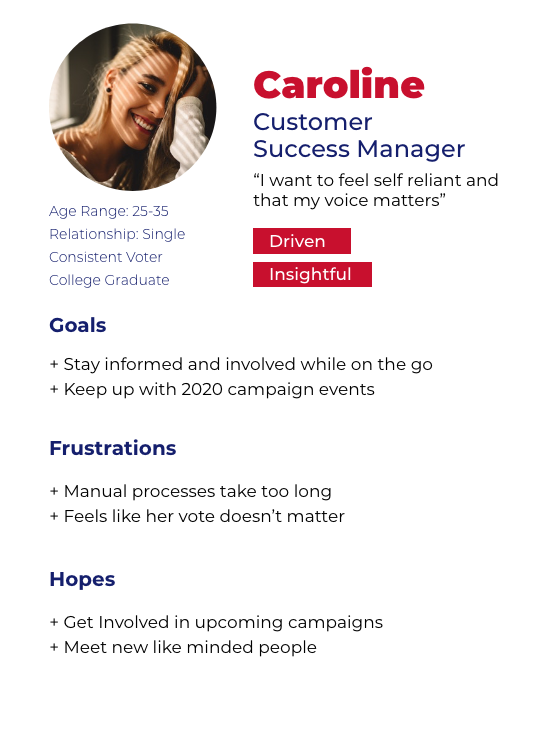 Caroline
Customer
Success Manager
“I want to feel self reliant and
that my voice matters”
Driven
Insightful
Age Range: 25-35
Relationship: Single
Consistent Voter
College Graduate
Goals
+ Stay informed and involved while on the go
+ Keep up with 2020 campaign events
Frustrations
+ Manual processes take too long
+ Feels like her vote doesn’t matter
Hopes
+ Get Involved in upcoming campaigns
+ Meet new like minded people